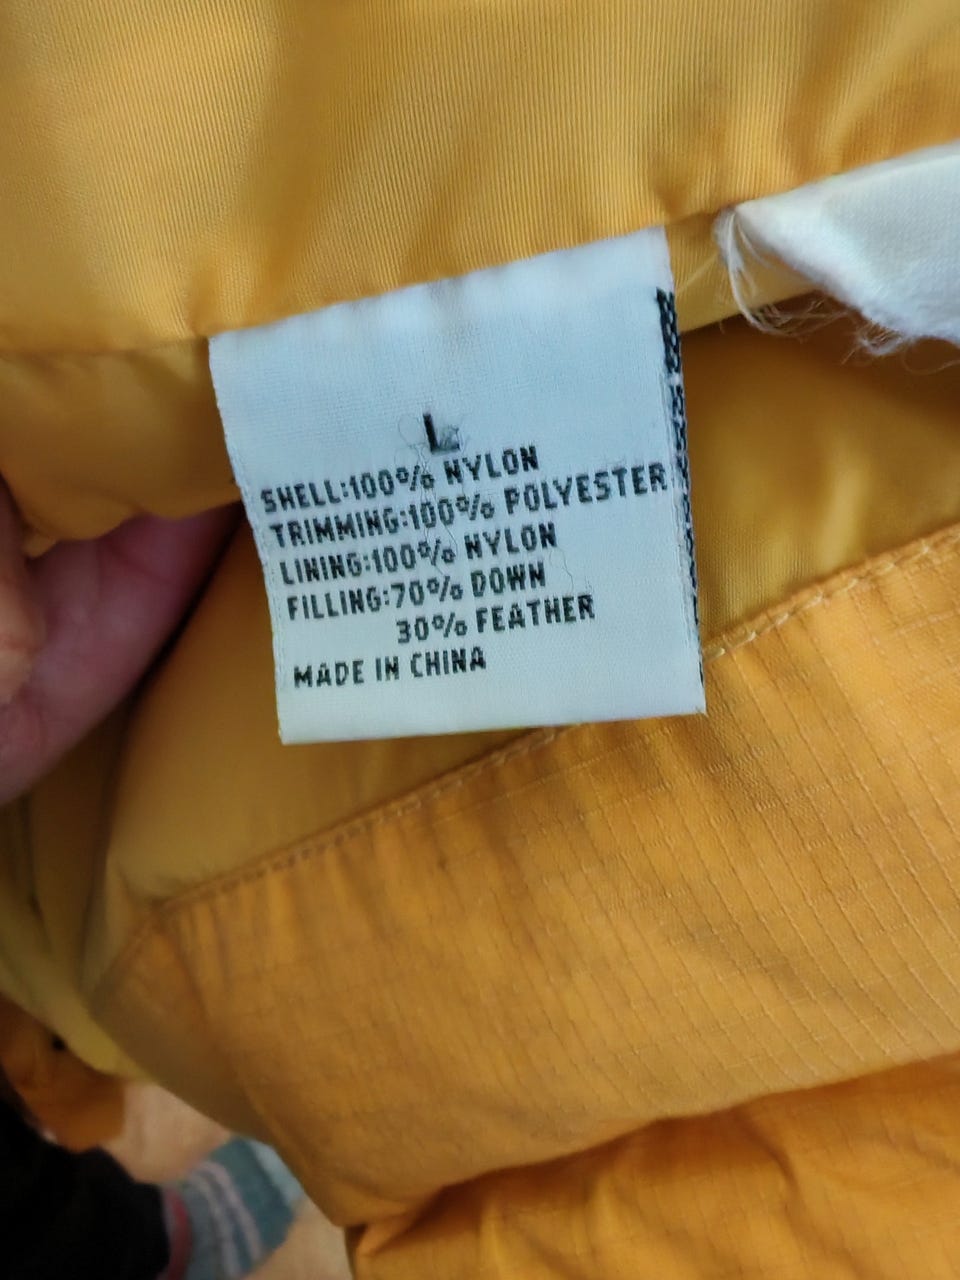 L
SHELL:100% NYLON
TRIMMING:100% POLYESTER
LINING:100% NYLON
FILLING:70% DOWN
30% FEATHER
MADE IN CHINA